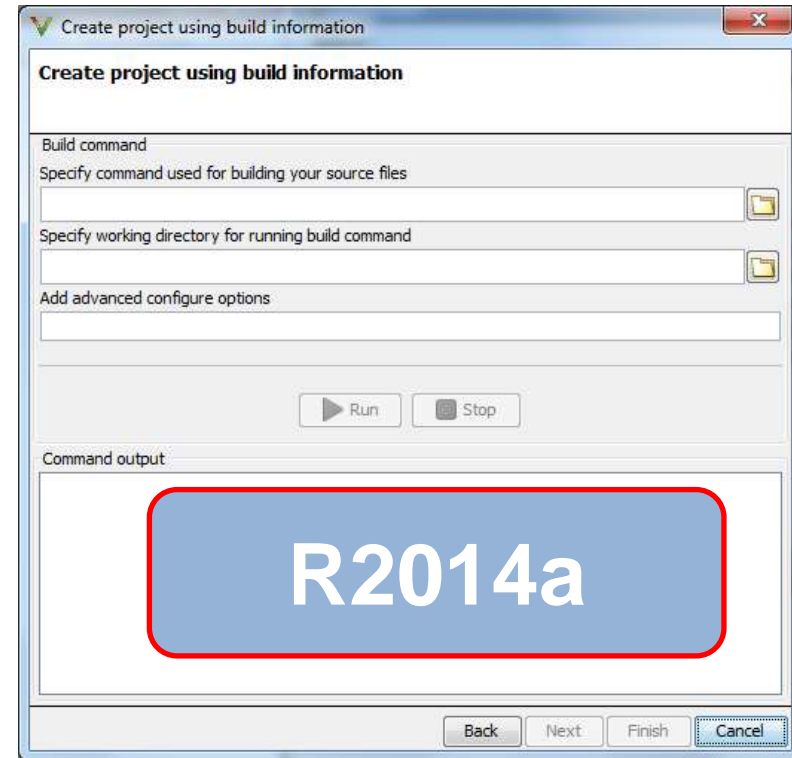 Create project using build information
Create project using build information
Build command
Specify command used for building your source files
Specify working directory for running build command
Add advanced configure options
Run Stop
Command output
R2014a
Back Next Finish Cancel